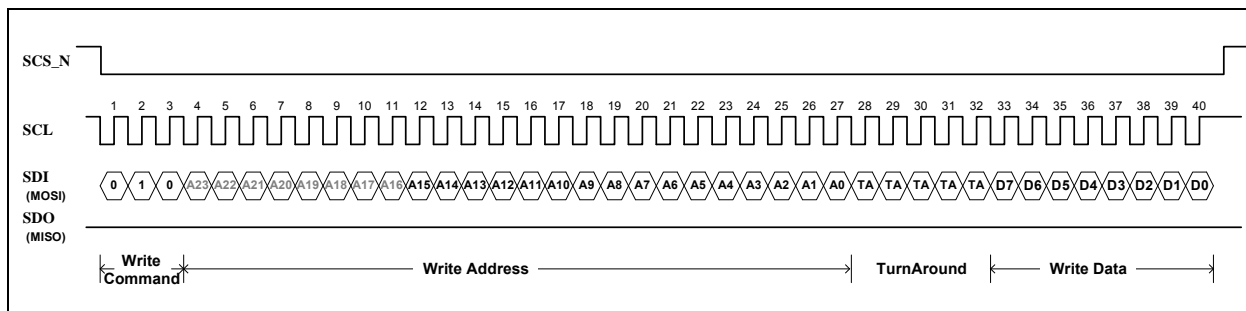 SCS_N
1 2 3 4 5 6 7 8 9 10 11 12 13 14 15 16 17 18 19 20 21 22 23 24 25 26 27 28 29 30 31 32 33 34 35 36 37 38 39 40
SCL
SDI 0 1 0 A23 A22 A21 A20 A19 A18 A17 A16 A15 A14 A13 A12 A11 A10 A9 A8 A7 A6 A5 A4 A3 A2 A1 A0 TA TA TA TA TA D7 D6 D5 D4 D3 D2 D1 D0
(MOSI)
SDO
(MISO)
Write Command Write Address TurnAround Write Data